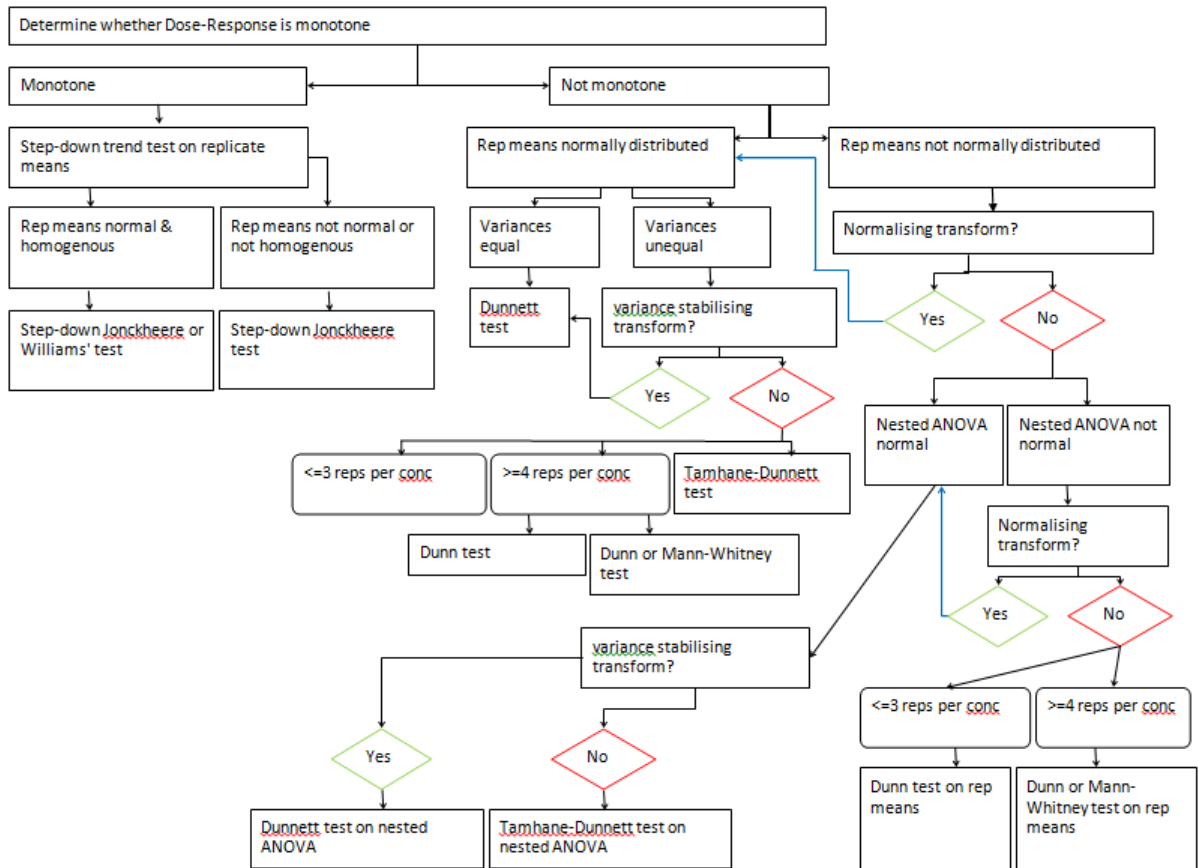 Determine whether Dose-Response is monotone
Monotone
Not monotone
Step-down trend test on replicate
means
Rep means normally distributed
Rep means not normally distributed
Rep means normal &
homogenous
Rep means not normal or
not homogenous
Variances
equal
Variances
unequal
Normalising transform?
Step-down Jonckheere or
Williams' test
Step-down Jonckheere
test
Dunnett
test
variance stabilising
transform?
Yes
No
Yes
No
Nested ANOVA
normal
Nested ANOVA not
normal
<=3 reps per conc
>=4 reps per conc
Tamhane-Dunnett
test
Normalising
transform?
Dunn test
Dunn or Mann-Whitney
test
Yes
No
variance stabilising
transform?
<=3 reps per conc
>=4 reps per conc
Yes
No
Dunn test on rep
means
Dunn or Mann-
Whitney test on rep
means
Dunnett test on nested
ANOVA
Tamhane-Dunnett test on
nested ANOVA